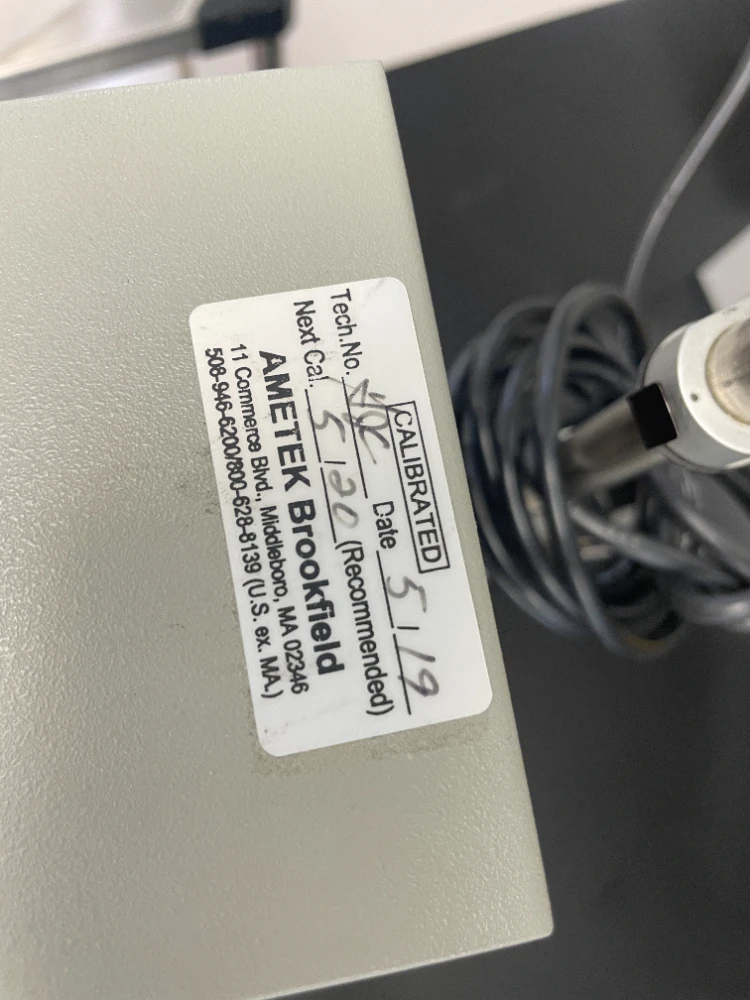 CALIBRATED
Tech.No. Date 5/19
Next Cal. 5/20 (Recommended)
AMETEK Brookfield
11 Commerce Blvd., Middleboro, MA 02346
508-946-6200/800-628-8139 (U.S. ex. MA.)